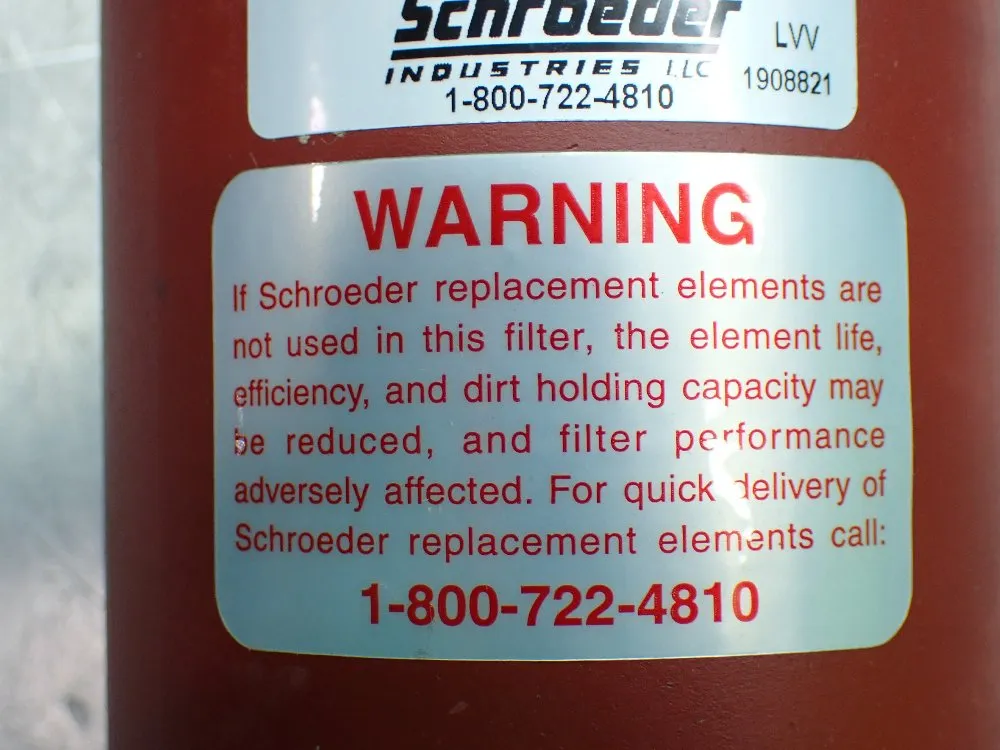 Schroeder
INDUSTRIES LLC
LVV
1-800-722-4810
1908821
WARNING
If Schroeder replacement elements are
not used in this filter, the element life,
efficiency, and dirt holding capacity may
be reduced, and filter performance
adversely affected. For quick delivery of
Schroeder replacement elements call:
1-800-722-4810